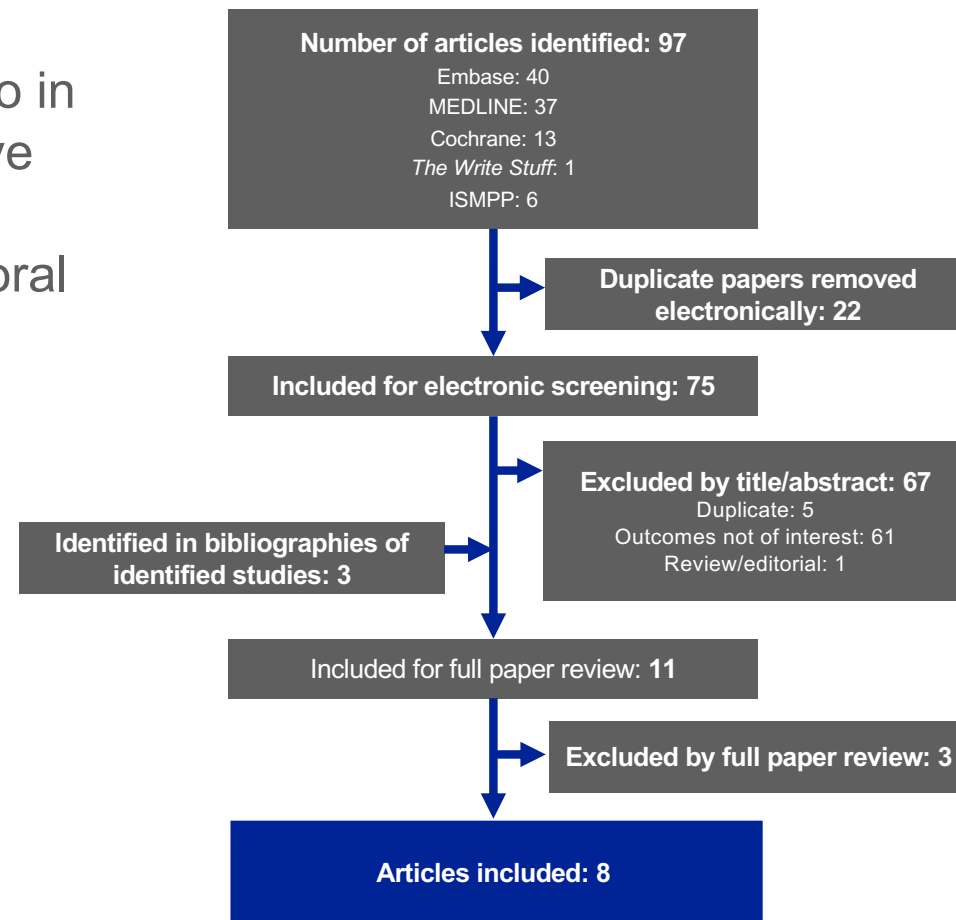 o in
ve
oral
Number of articles identified: 97
Embase: 40
MEDLINE: 37
Cochrane: 13
The Write Stuff: 1
ISMPP: 6
Duplicate papers removed
electronically: 22
Included for electronic screening: 75
Excluded by title/abstract: 67
Duplicate: 5
Outcomes not of interest: 61
Review/editorial: 1
Identified in bibliographies of
identified studies: 3
Included for full paper review: 11
Excluded by full paper review: 3
Articles included: 8